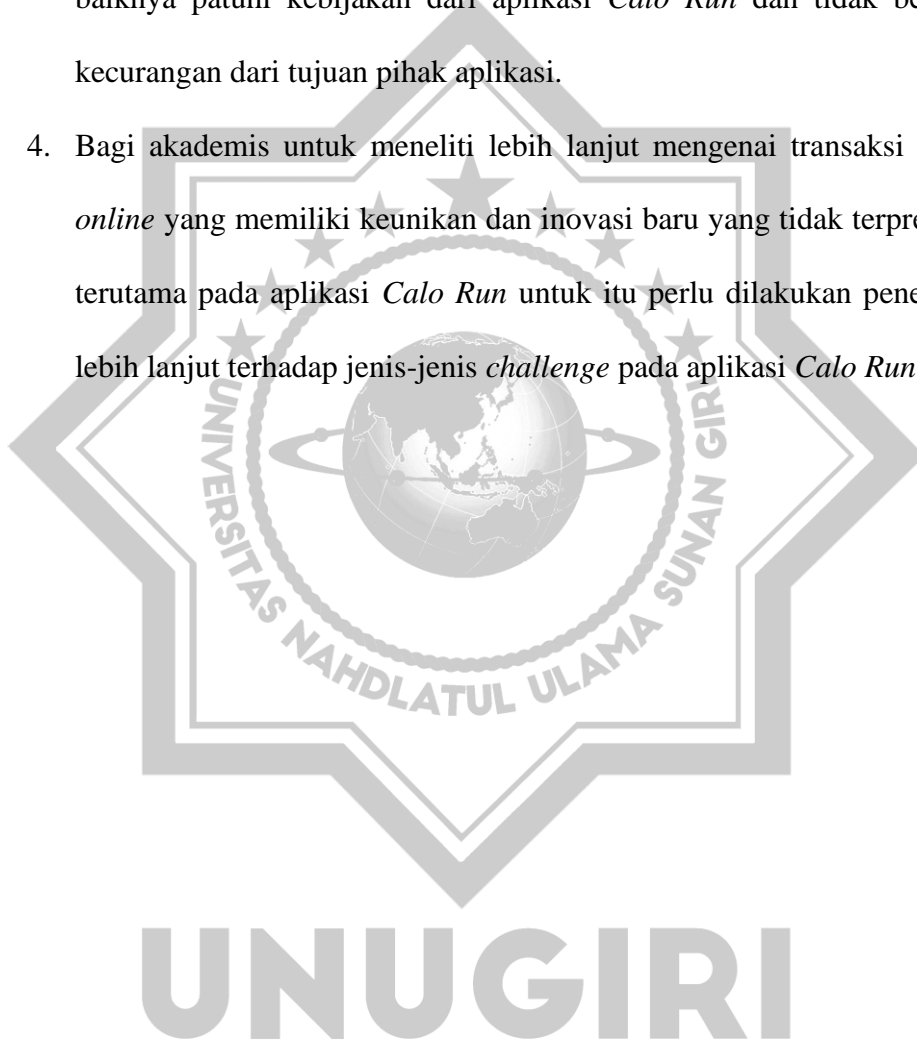 baiknya patuhi kebijakan dari aplikasi Calo Run dan tidak be
kecurangan dari tujuan pihak aplikasi.
4. Bagi akademis untuk meneliti lebih lanjut mengenai transaksi
online yang memiliki keunikan dan inovasi baru yang tidak terpre
terutama pada aplikasi Calo Run untuk itu perlu dilakukan pene
lebih lanjut terhadap jenis-jenis challenge pada aplikasi Calo Run
UNIVERSITAS NAHDLATUL ULAMA SUNAN GIRI
UNUGIRI